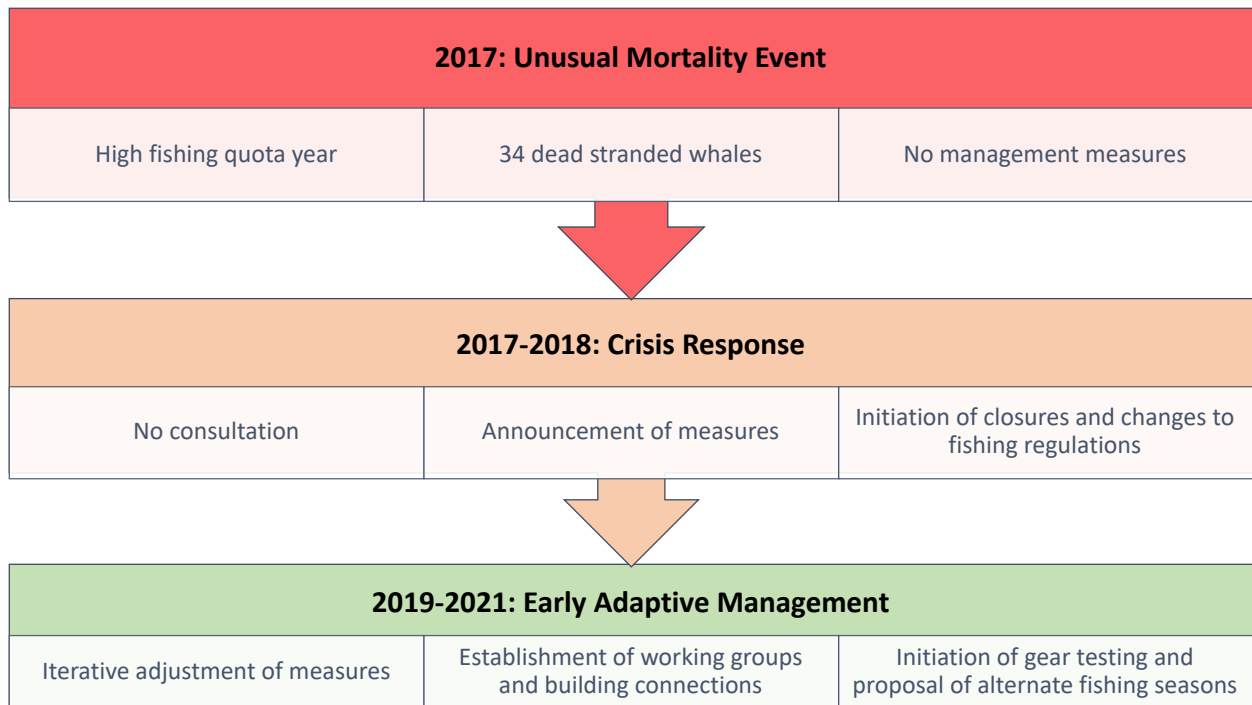 2017: Unusual Mortality Event
High fishing quota year
34 dead stranded whales
No management measures
2017-2018: Crisis Response
No consultation
Announcement of measures
Initiation of closures and changes to
fishing regulations
2019-2021: Early Adaptive Management
Iterative adjustment of measures
Establishment of working groups
and building connections
Initiation of gear testing and
proposal of alternate fishing seasons